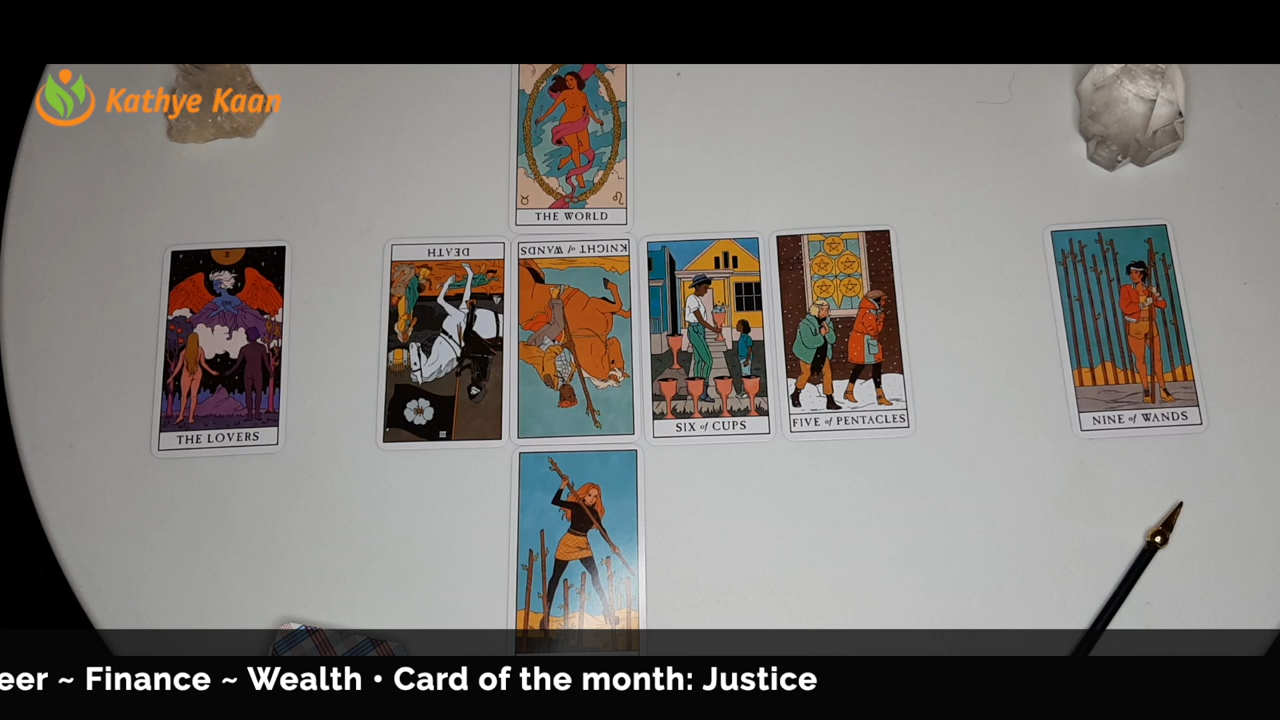 Kathye Kaan
THE WORLD
DEATH
KNIGHT of WANDS
THE LOVERS
SIX of CUPS
FIVE of PENTACLES
NINE of WANDS
eer ~ Finance ~ Wealth • Card of the month: Justice